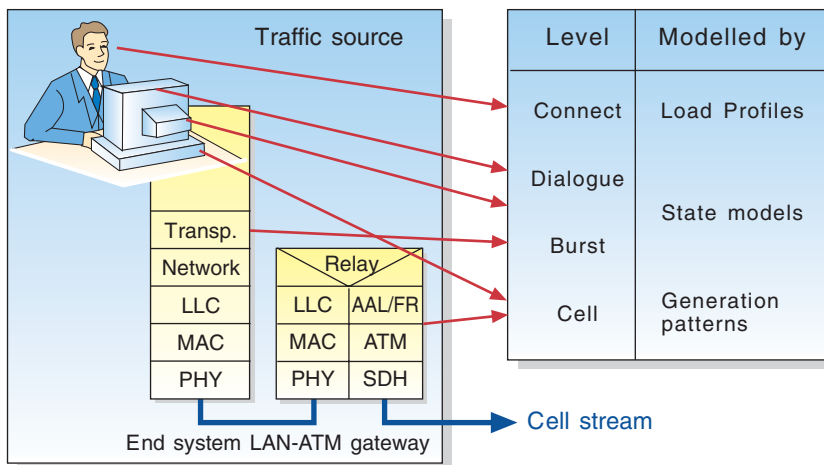 Traffic source
Transp.
Network
LLC
MAC
PHY
Relay
LLC AAL/FR
MAC ATM
PHY SDH
End system LAN-ATM gateway
Cell stream
Level Modelled by
Connect Load Profiles
Dialogue
State models
Burst
Cell Generation
patterns